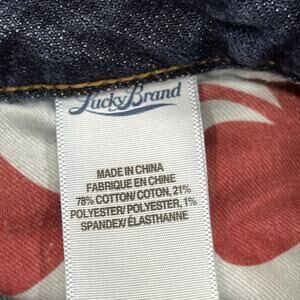 Lucky Brand
MADE IN CHINA
FABRIQUE EN CHINE
78% COTTON/COTON, 21%
POLYESTER/POLYESTER, 1%
SPANDEX/ÉLASTHANNE